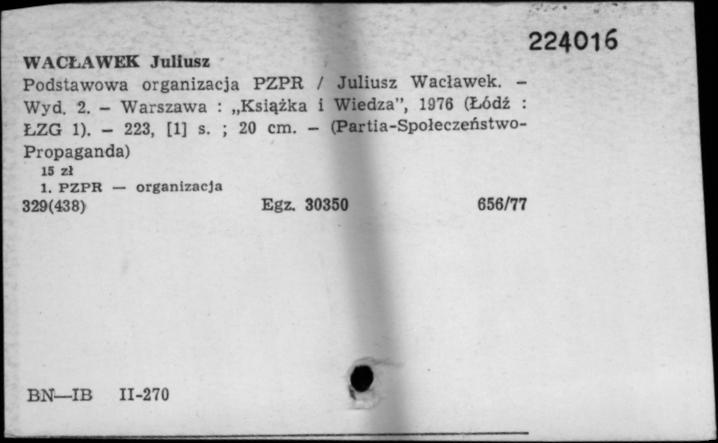 224016
WACŁAWEK Juliusz
Podstawowa organizacja PZPR / Juliusz Wacławek. –
Wyd. 2. – Warszawa : „Książka i Wiedza”, 1976 (Łódź :
ŁZG 1). – 223, [1] s. ; 20 cm. – (Partia-Społeczeństwo-
Propaganda)
15 zł
1. PZPR — organizacja
329(438) Egz. 30350 656/77
BN—IB II-270